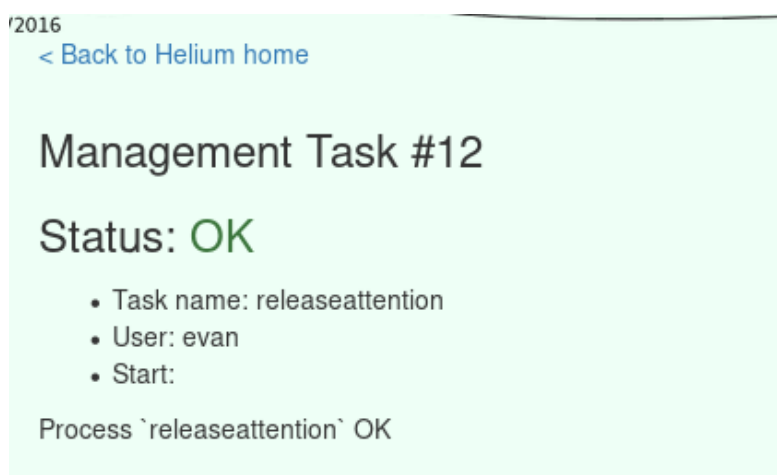 /2016
< Back to Helium home
Management Task #12
Status: OK
• Task name: releaseattention
• User: evan
• Start:
Process `releaseattention` OK